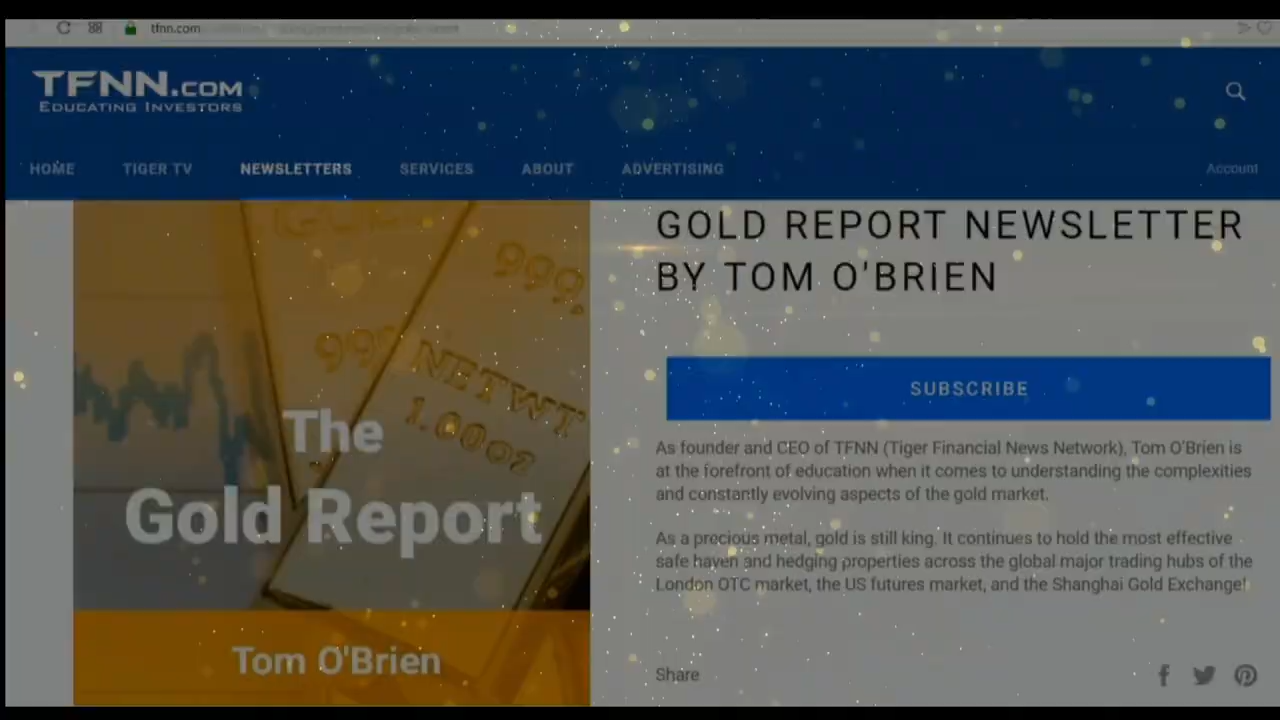 tfnn.com
TFNN.COM
EDUCATING INVESTORS
HOME TIGER TV NEWSLETTERS SERVICES ABOUT ADVERTISING Account
GOLD REPORT NEWSLETTER
BY TOM O'BRIEN
SUBSCRIBE
As founder and CEO of TFNN (Tiger Financial News Network), Tom O'Brien is
at the forefront of education when it comes to understanding the complexities
and constantly evolving aspects of the gold market.
As a precious metal, gold is still king. It continues to hold the most effective
safe haven and hedging properties across the global major trading hubs of the
London OTC market, the US futures market, and the Shanghai Gold Exchange!
Share
999,
NETWT
1.00oz
The
Gold Report
Tom O'Brien